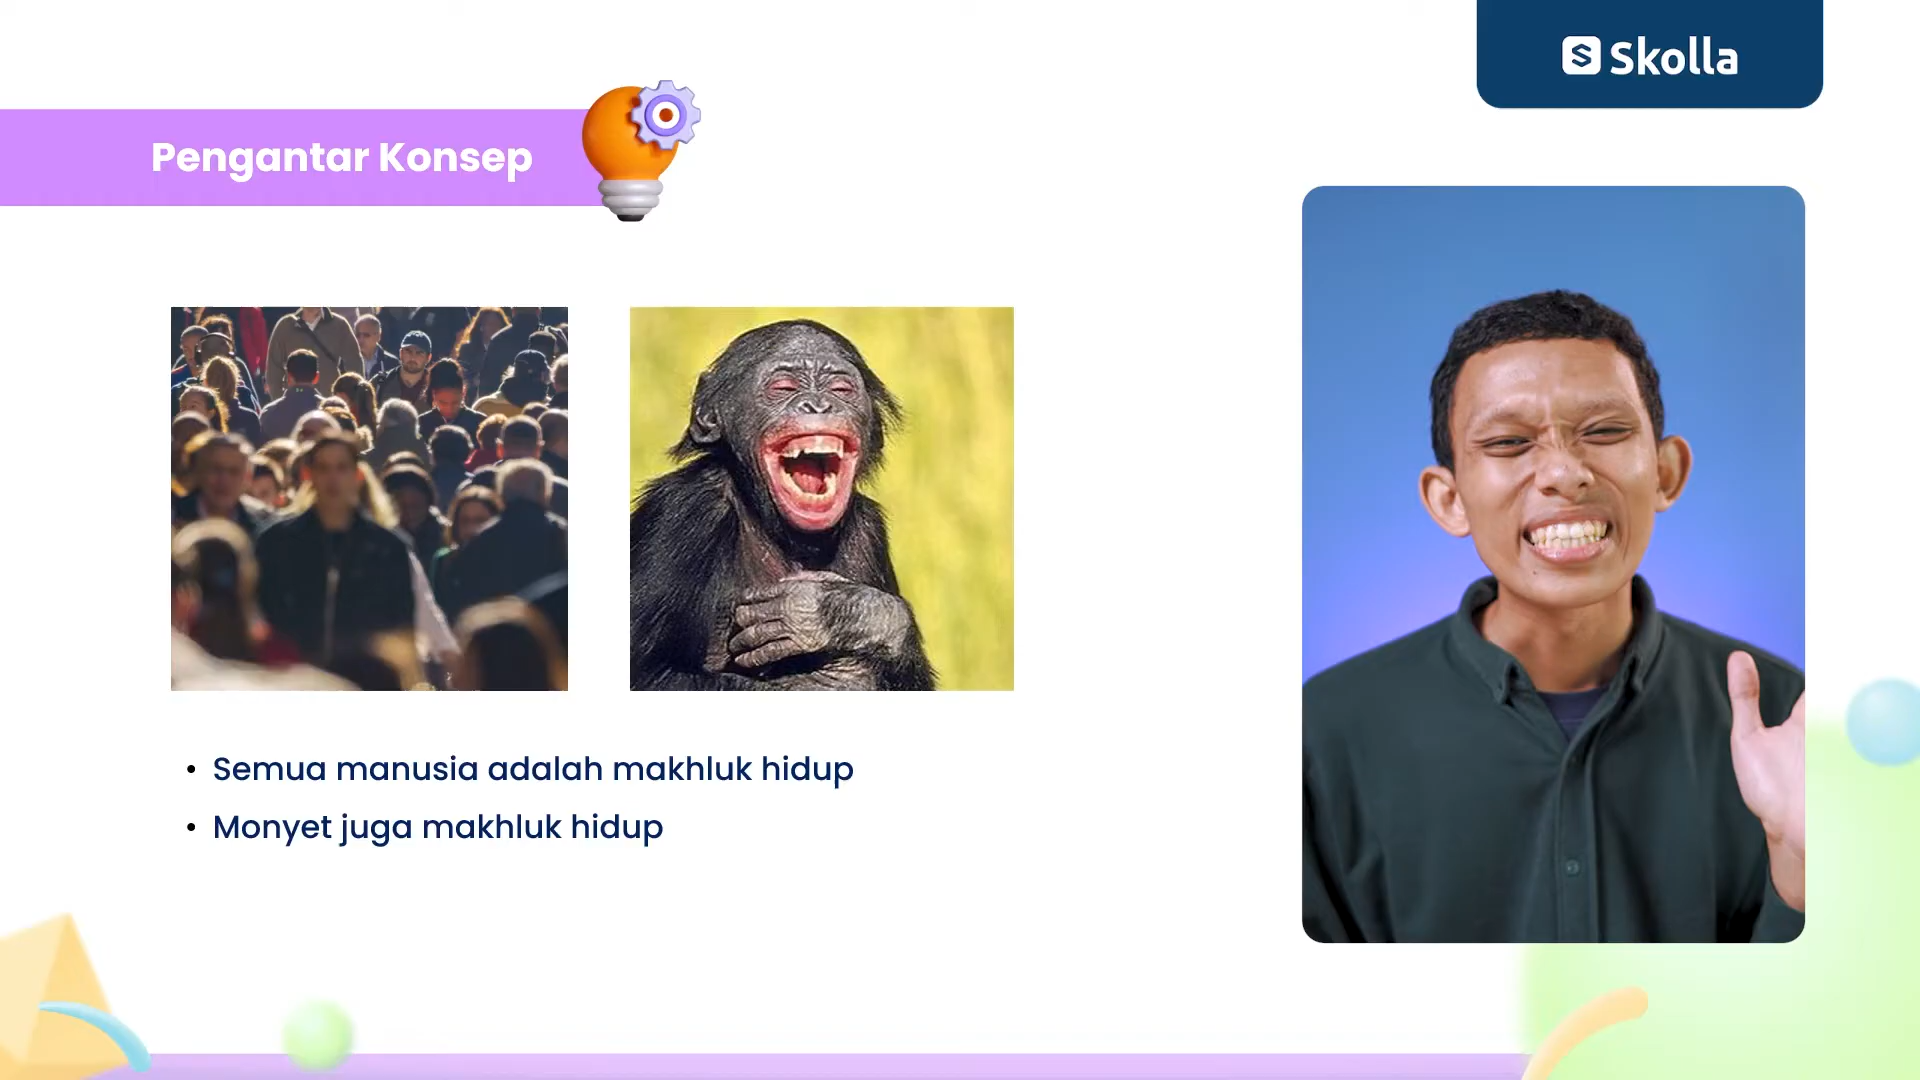 Skolla
Pengantar Konsep
• Semua manusia adalah makhluk hidup
• Monyet juga makhluk hidup